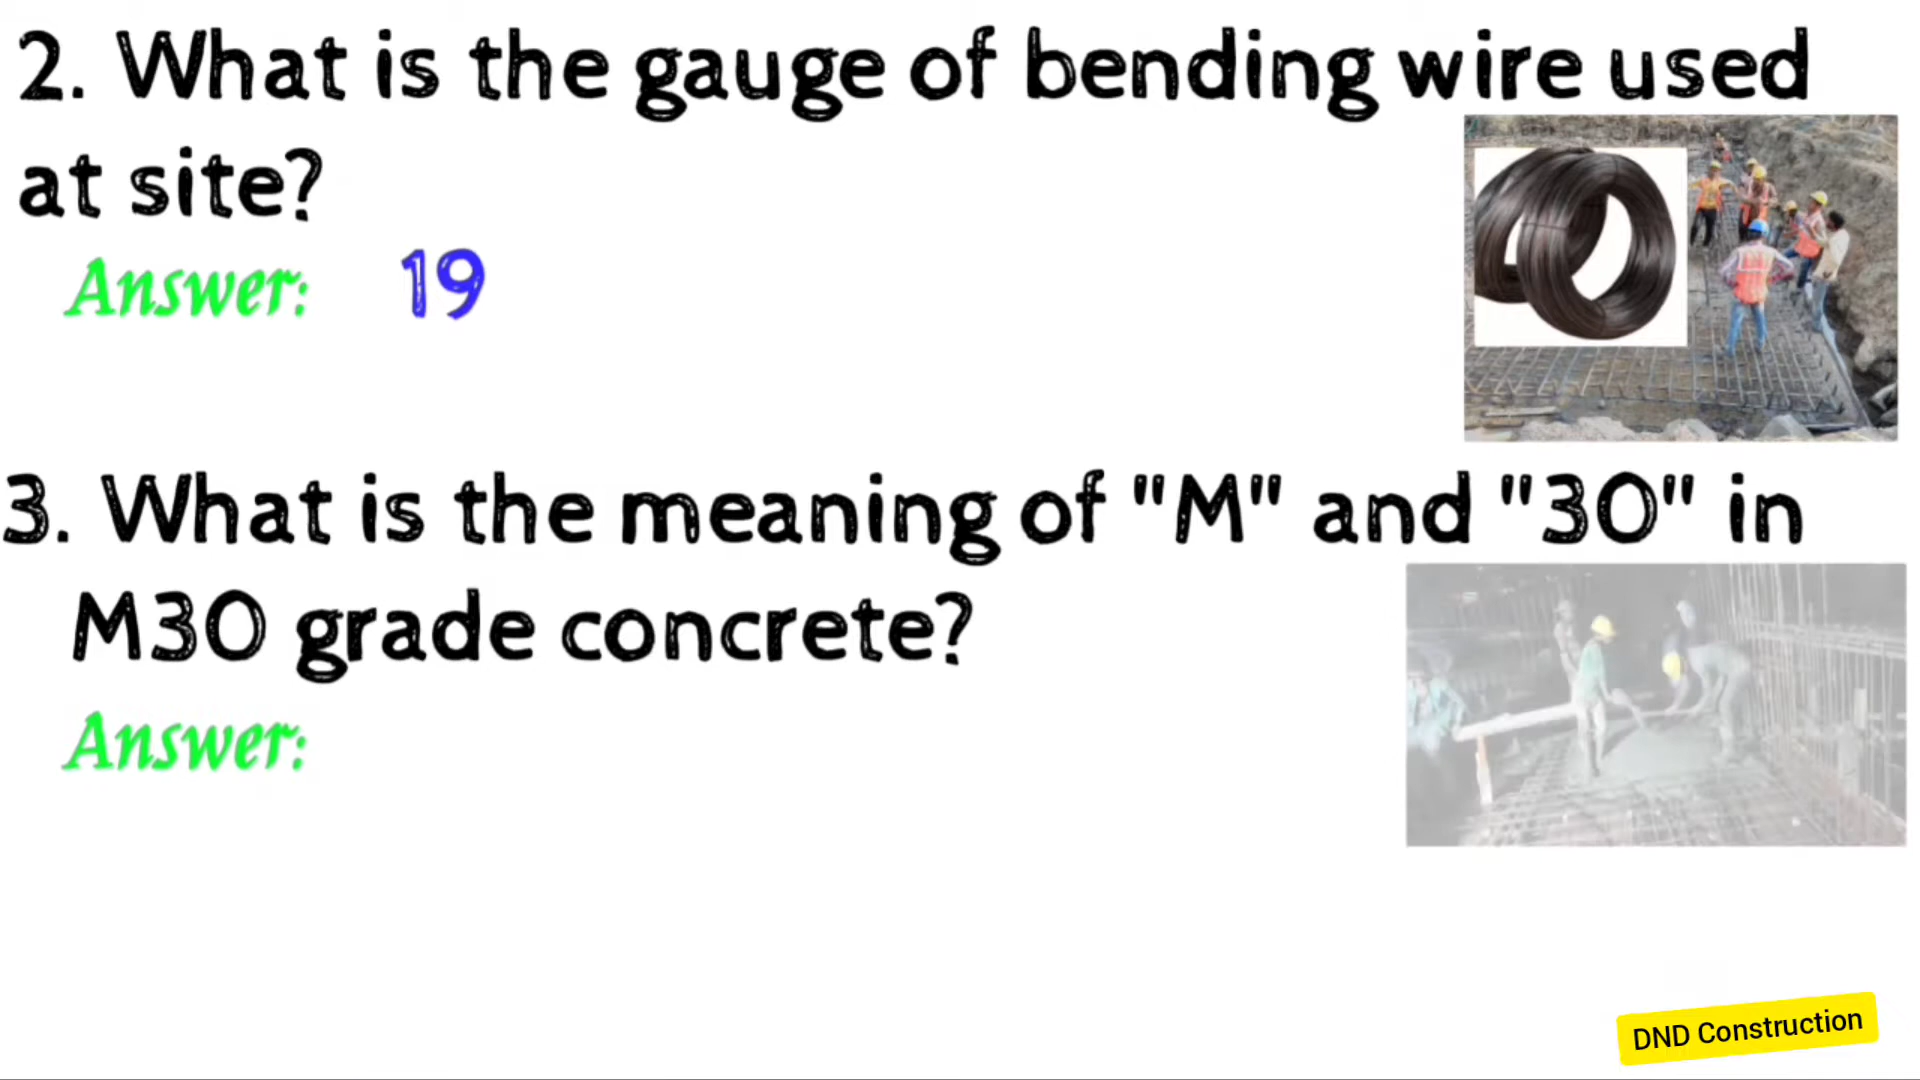 2. What is the gauge of bending wire used
at site?
Answer: 19
3. What is the meaning of "M" and "30" in
M30 grade concrete?
Answer:
DND Construction